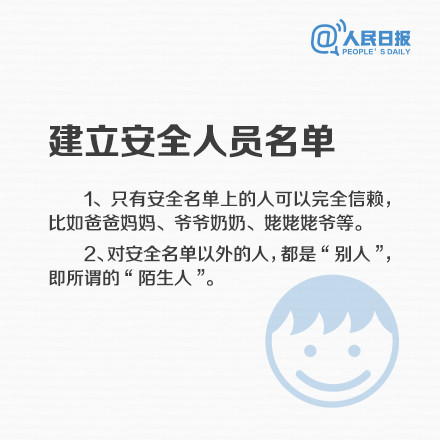 @人民日报
PEOPLE'S DAILY
建立安全人员名单
1、只有安全名单上的人可以完全信赖，
比如爸爸妈妈、爷爷奶奶、姥姥姥爷等。
2、对安全名单以外的人，都是“别人”，
即所谓的“陌生人”。